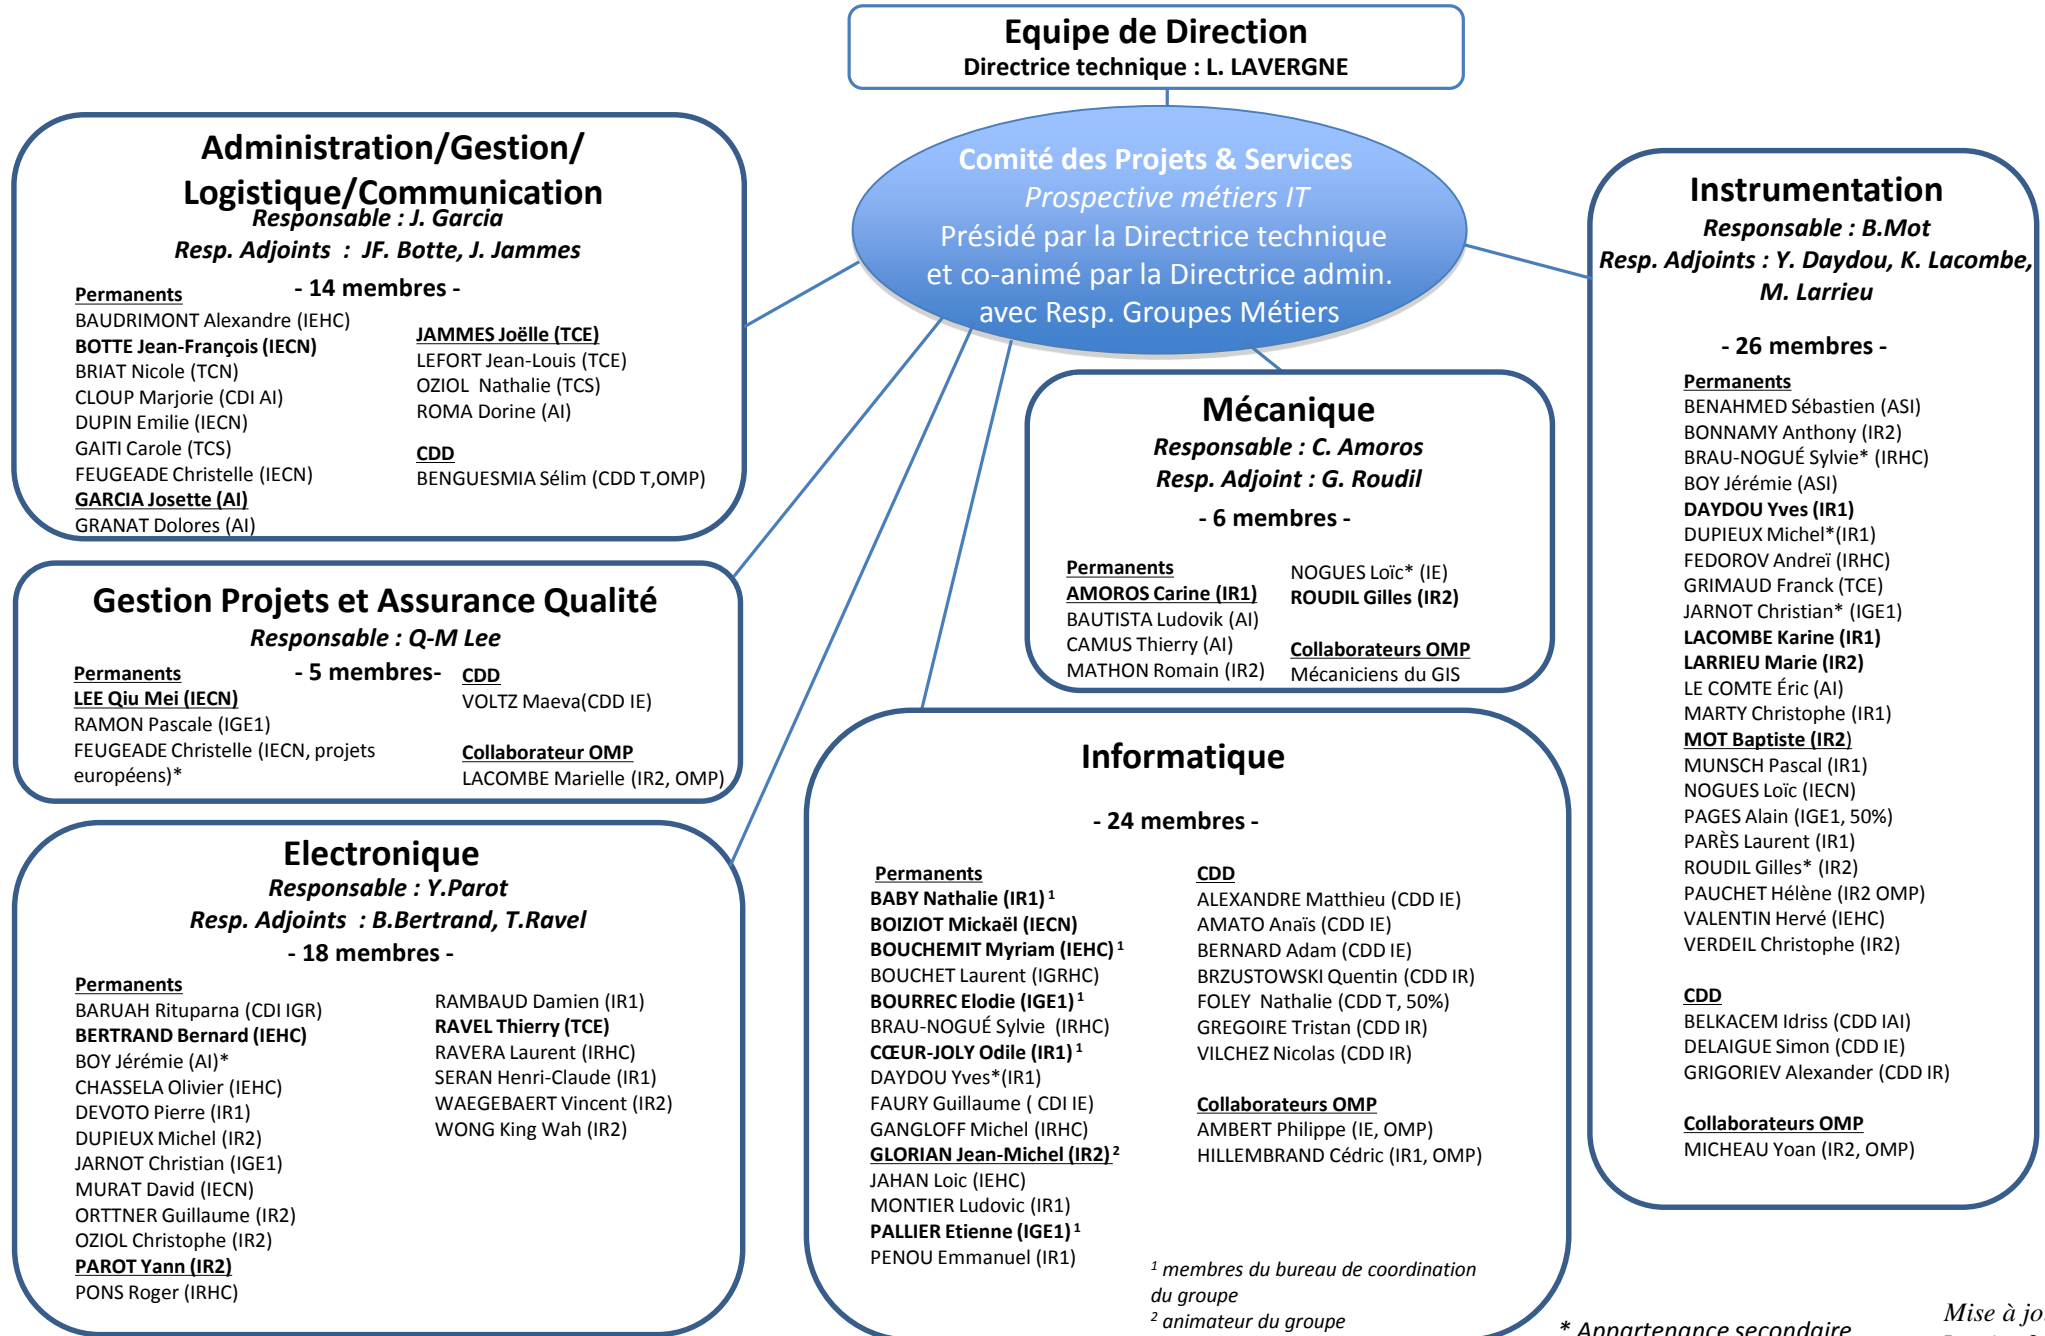 Equipe de Direction
Directrice technique : L. LAVERGNE
Comité des Projets & Services
Prospective métiers IT
Présidé par la Directrice technique
et co-animé par la Directrice admin.
avec Resp. Groupes Métiers
Administration/Gestion/
Logistique/Communication
Responsable : J. Garcia
Resp. Adjoints : JF. Botte, J. Jammes
- 14 membres -
Permanents
BAUDRIMONT Alexandre (IEHC)
BOTTE Jean-François (IECN)
BRIAT Nicole (TCN)
CLOUP Marjorie (CDI AI)
DUPIN Emilie (IECN)
GAITI Carole (TCS)
FEUGEADE Christelle (IECN)
GARCIA Josette (AI)
GRANAT Dolores (AI)
JAMMES Joëlle (TCE)
LEFORT Jean-Louis (TCE)
OZIOL Nathalie (TCS)
ROMA Dorine (AI)
CDD
BENGUESMIA Sélim (CDD T,OMP)
Gestion Projets et Assurance Qualité
Responsable : Q-M Lee
- 5 membres-
Permanents
LEE Qiu Mei (IECN)
RAMON Pascale (IGE1)
FEUGEADE Christelle (IECN, projets
européens)*
CDD
VOLTZ Maeva(CDD IE)
Collaborateur OMP
LACOMBE Marielle (IR2, OMP)
Electronique
Responsable : Y.Parot
Resp. Adjoints : B.Bertrand, T.Ravel
- 18 membres -
Permanents
BARUAH Rituparna (CDI IGR)
BERTRAND Bernard (IEHC)
BOY Jérémie (AI)*
CHASSELA Olivier (IEHC)
DEVOTO Pierre (IR1)
DUPIEUX Michel (IR2)
JARNOT Christian (IGE1)
MURAT David (IECN)
ORTTNER Guillaume (IR2)
OZIOL Christophe (IR2)
PAROT Yann (IR2)
PONS Roger (IRHC)
RAMBAUD Damien (IR1)
RAVEL Thierry (TCE)
RAVERA Laurent (IRHC)
SERAN Henri-Claude (IR1)
WAEGEBAERT Vincent (IR2)
WONG King Wah (IR2)
Mécanique
Responsable : C. Amoros
Resp. Adjoint : G. Roudil
- 6 membres -
Permanents
AMOROS Carine (IR1)
BAUTISTA Ludovik (AI)
CAMUS Thierry (AI)
MATHON Romain (IR2)
NOGUES Loïc* (IE)
ROUDIL Gilles (IR2)
Collaborateurs OMP
Mécaniciens du GIS
Informatique
- 24 membres -
Permanents
BABY Nathalie (IR1) 1
BOIZIOT Mickaël (IECN)
BOUCHEMIT Myriam (IEHC) 1
BOUCHET Laurent (IGRHC)
BOURREC Elodie (IGE1) 1
BRAU-NOGUÉ Sylvie (IRHC)
CŒUR-JOLY Odile (IR1) 1
DAYDOU Yves*(IR1)
FAURY Guillaume ( CDI IE)
GANGLOFF Michel (IRHC)
GLORIAN Jean-Michel (IR2) 2
JAHAN Loic (IEHC)
MONTIER Ludovic (IR1)
PALLIER Etienne (IGE1) 1
PENOU Emmanuel (IR1)
CDD
ALEXANDRE Matthieu (CDD IE)
AMATO Anaïs (CDD IE)
BERNARD Adam (CDD IE)
BRZUSTOWSKI Quentin (CDD IR)
FOLEY Nathalie (CDD T, 50%)
GREGOIRE Tristan (CDD IR)
VILCHEZ Nicolas (CDD IR)
Collaborateurs OMP
AMBERT Philippe (IE, OMP)
HILLEMBRAND Cédric (IR1, OMP)
1 membres du bureau de coordination
du groupe
2 animateur du groupe
Instrumentation
Responsable : B.Mot
Resp. Adjoints : Y. Daydou, K. Lacombe,
M. Larrieu
- 26 membres -
Permanents
BENAHMED Sébastien (ASI)
BONNAMY Anthony (IR2)
BRAU-NOGUÉ Sylvie* (IRHC)
BOY Jérémie (ASI)
DAYDOU Yves (IR1)
DUPIEUX Michel*(IR1)
FEDOROV Andreï (IRHC)
GRIMAUD Franck (TCE)
JARNOT Christian* (IGE1)
LACOMBE Karine (IR1)
LARRIEU Marie (IR2)
LE COMTE Éric (AI)
MARTY Christophe (IR1)
MOT Baptiste (IR2)
MUNSCH Pascal (IR1)
NOGUES Loïc (IECN)
PAGES Alain (IGE1, 50%)
PARÈS Laurent (IR1)
ROUDIL Gilles* (IR2)
PAUCHET Hélène (IR2 OMP)
VALENTIN Hervé (IEHC)
VERDEIL Christophe (IR2)
CDD
BELKACEM Idriss (CDD IAI)
DELAIGUE Simon (CDD IE)
GRIGORIEV Alexander (CDD IR)
Collaborateurs OMP
MICHEAU Yoan (IR2, OMP)
* Appartenance secondaire
Mise à jo